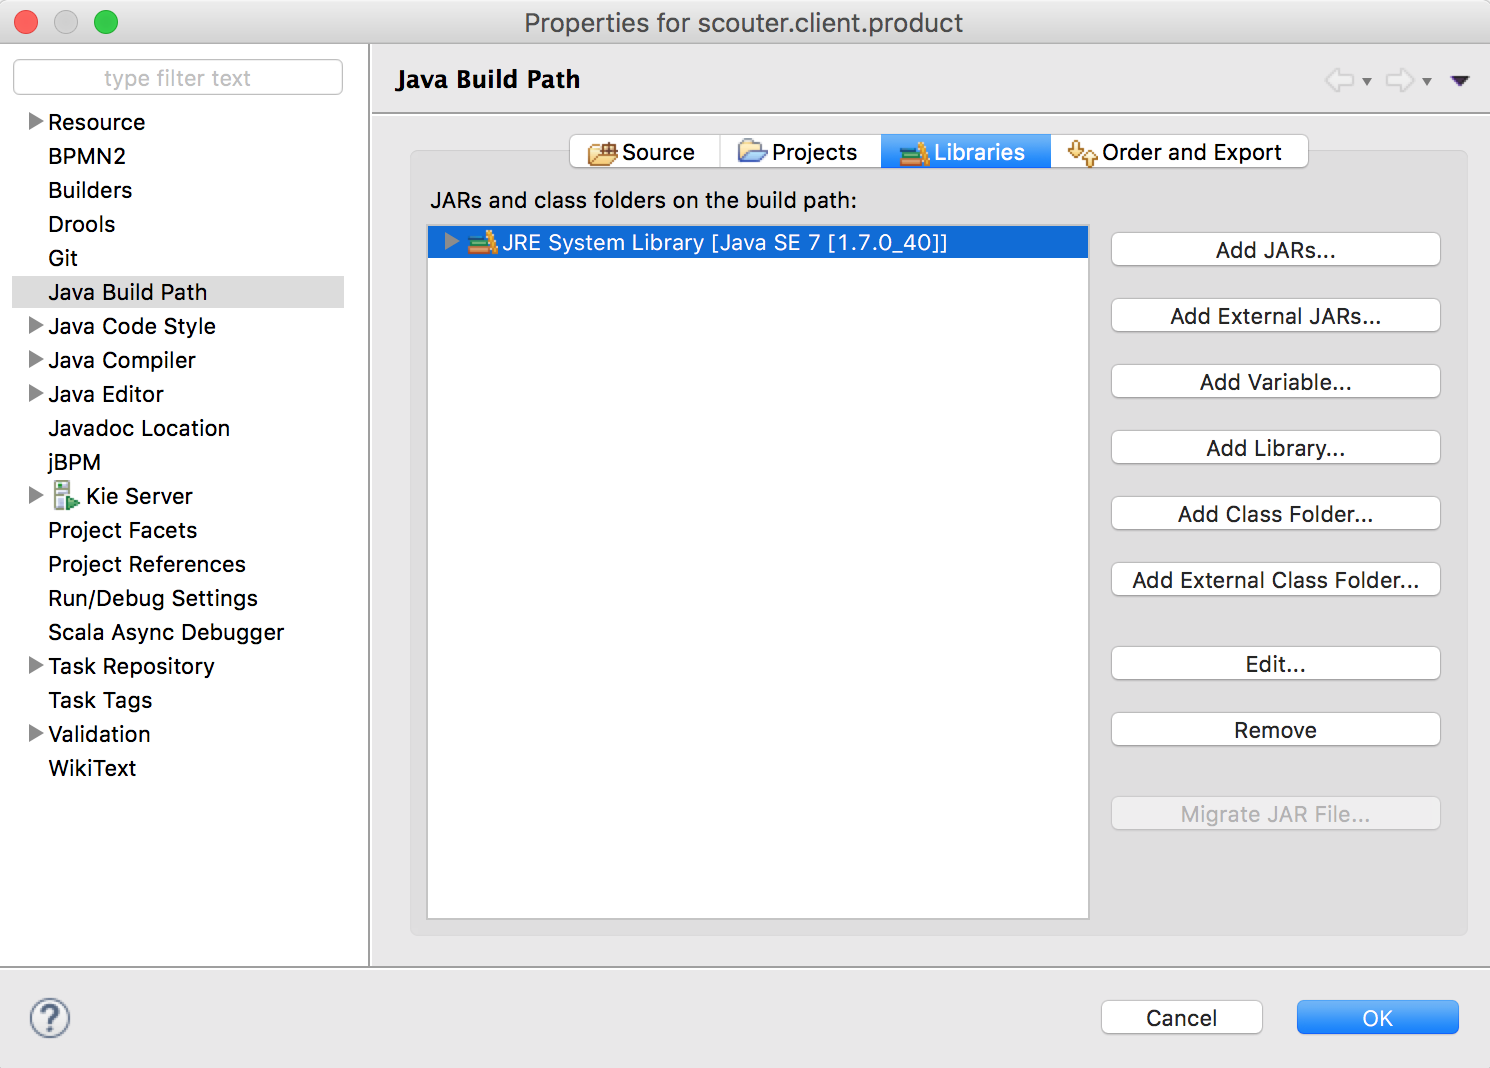 Properties for scouter.client.product
type filter text
Resource
BPMN2
Builders
Drools
Git
Java Build Path
Java Code Style
Java Compiler
Java Editor
Javadoc Location
jBPM
Kie Server
Project Facets
Project References
Run/Debug Settings
Scala Async Debugger
Task Repository
Task Tags
Validation
WikiText
Java Build Path
Source Projects Libraries Order and Export
JARs and class folders on the build path:
JRE System Library [Java SE 7 [1.7.0_40]]
Add JARs...
Add External JARs...
Add Variable...
Add Library...
Add Class Folder...
Add External Class Folder...
Edit...
Remove
Migrate JAR File...
?
Cancel OK